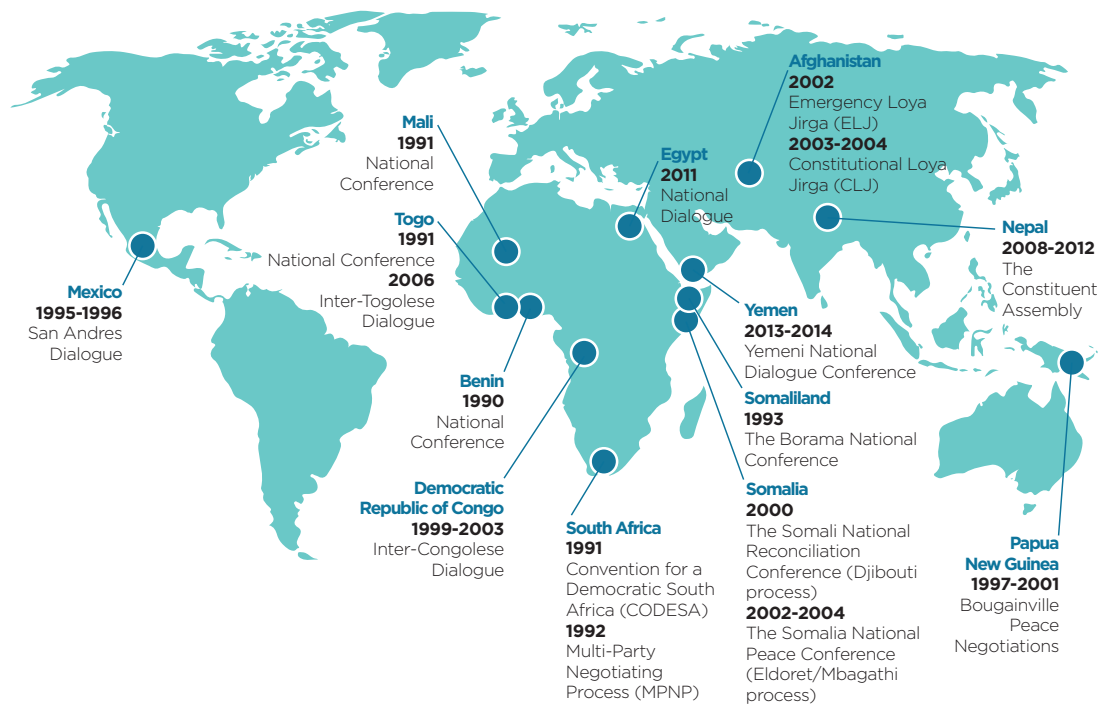 Afghanistan
2002
Emergency Loya
Jirga (ELJ)
2003-2004
Constitutional Loya
Jirga (CLJ)
Mali
1991
National
Conference
Egypt
2011
National
Dialogue
Togo
1991
National Conference
2006
Inter-Togolese
Dialogue
Nepal
2008-2012
The
Constituent
Assembly
Mexico
1995-1996
San Andres
Dialogue
Yemen
2013-2014
Yemeni National
Dialogue Conference
Benin
1990
National
Conference
Somaliland
1993
The Borama National
Conference
Democratic
Republic of Congo
1999-2003
Inter-Congolese
Dialogue
South Africa
1991
Convention for a
Democratic South
Africa (CODESA)
1992
Multi-Party
Negotiating
Process (MPNP)
Somalia
2000
The Somali National
Reconciliation
Conference (Djibouti
process)
2002-2004
The Somalia National
Peace Conference
(Eldoret/Mbagathi
process)
Papua
New Guinea
1997-2001
Bougainville
Peace
Negotiations